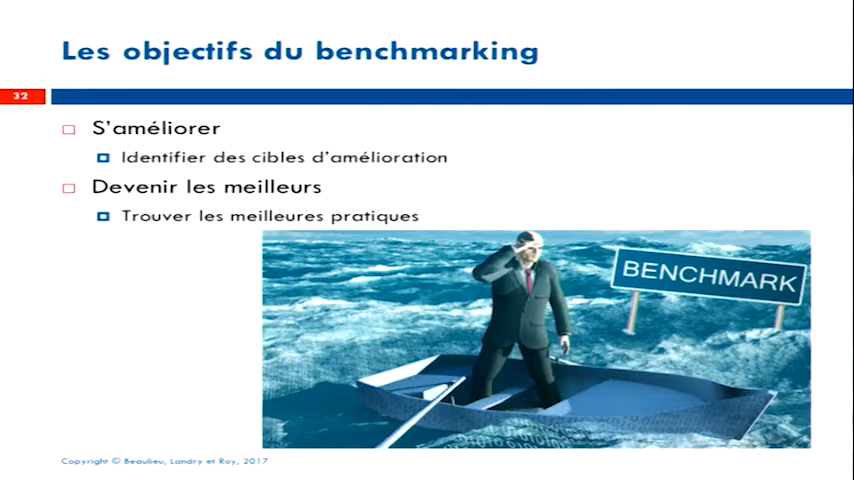 Les objectifs du benchmarking
32
S'améliorer
Identifier des cibles d'amélioration
Devenir les meilleurs
Trouver les meilleures pratiques
BENCHMARK
Copyright © Beaulieu, Landry et Roy, 2017